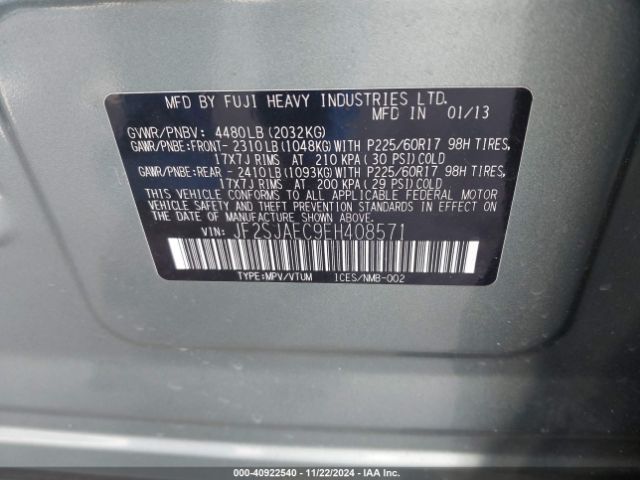 MFD BY FUJI HEAVY INDUSTRIES LTD.
MFD IN 01/13
GVWR/PNBV: 4480LB(2032KG)
GAWR/PNBE:FRONT- 2310LB(1048KG)WITH P225/60R17 98H TIRES,
17X7J RIMS AT 210 KPA(30 PSI)COLD
GAWR/PNBE:REAR - 2410LB(1093KG)WITH P225/60R17 98H TIRES,
17X7J RIMS AT 200 KPA(29 PSI)COLD
THIS VEHICLE CONFORMS TO ALL APPLICABLE FEDERAL MOTOR
VEHICLE SAFETY AND THEFT PREVENTION STANDARDS IN EFFECT
ON THE DATE OF MANUFACTURE SHOWN ABOVE.
VIN: JF2SJAEC9EH408571
TYPE:MPV/VTUM ICES/NMB-002
000-40922540 - 11/22/2024 - IAA Inc.